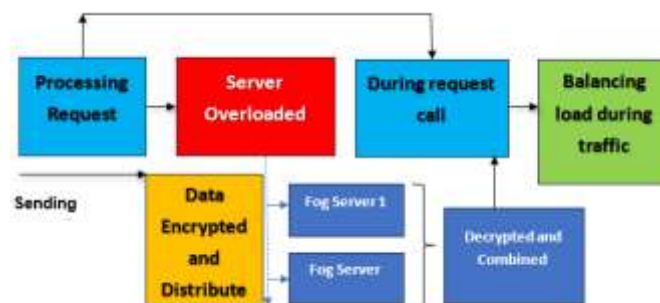 Processing
Request
Server
Overloaded
During request
call
Balancing
load during
traffic
Sending
Data
Encrypted
and
Distribute
Fog Server 1
Fog Server
Decrypted and
Combined